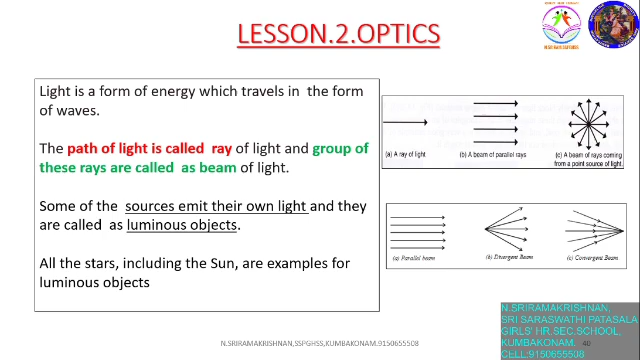 LESSON.2.OPTICS
N.SRIRAMAKRISHNAN
Light is a form of energy which travels in the form
of waves.
The path of light is called ray of light and group of
these rays are called as beam of light.
Some of the sources emit their own light and they
are called as luminous objects.
All the stars, including the Sun, are examples for
luminous objects
(a) A ray of light
(b) A beam of parallel rays
(c) A beam of rays coming
from a point source of light.
(a) Parallel beam
(b) Divergent Beam
(c) Convergent Beam
N.SRIRAMAKRISHNAN,SSPGHSS,KUMBAKONAM.9150655508
40
N.SRIRAMAKRISHNAN,
SRI SARASWATHI PATASALA
GIRLS' HR.SEC.SCHOOL,
KUMBAKONAM.
CELL:9150655508